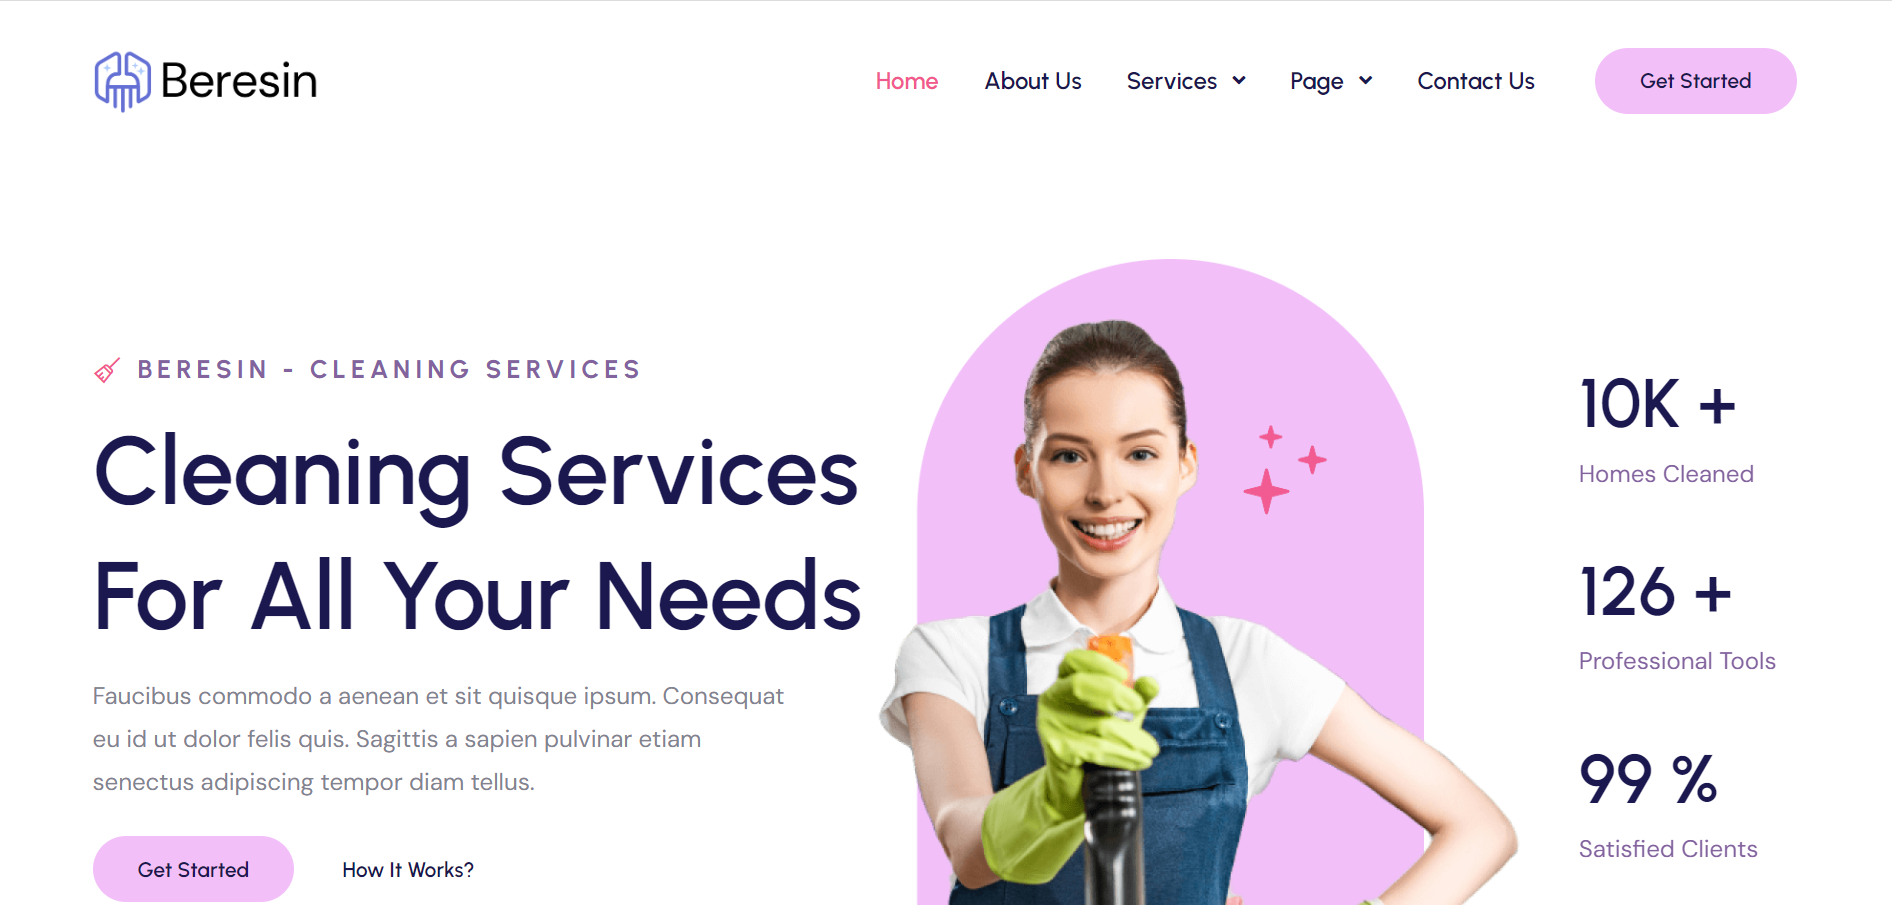 Beresin
Home
About Us
Services
Page
Contact Us
Get Started
BERESIN - CLEANING SERVICES
Cleaning Services
For All Your Needs
Faucibus commodo a aenean et sit quisque ipsum. Consequat
eu id ut dolor felis quis. Sagittis a sapien pulvinar etiam
senectus adipiscing tempor diam tellus.
Get Started
How It Works?
10K +
Homes Cleaned
126 +
Professional Tools
99 %
Satisfied Clients